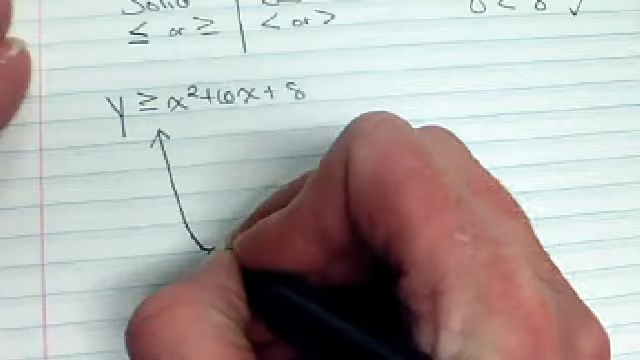 Solid
≤ or ≥ | < or >
0 < 8 ✓
y ≥ x² + 6x + 8